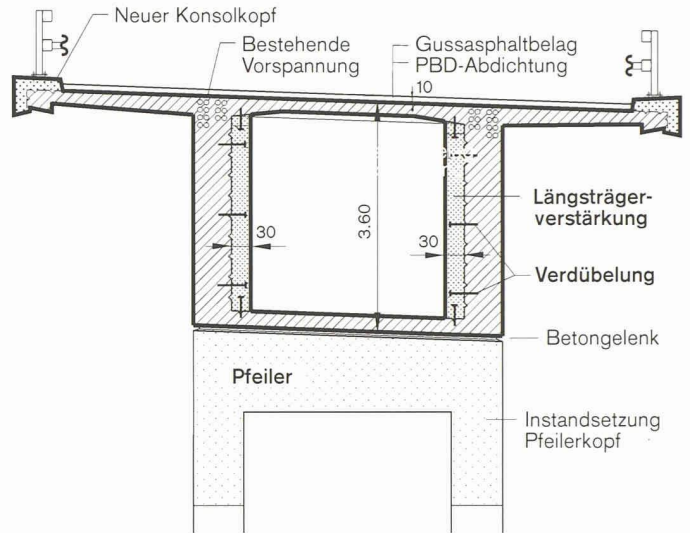 Neuer Konsolkopf
Bestehende
Vorspannung
Gussasphaltbelag
PBD-Abdichtung
10
Längsträger-
verstärkung
30
3.60
30
Verdübelung
Betongelenk
Pfeiler
Instandsetzung
Pfeilerkopf